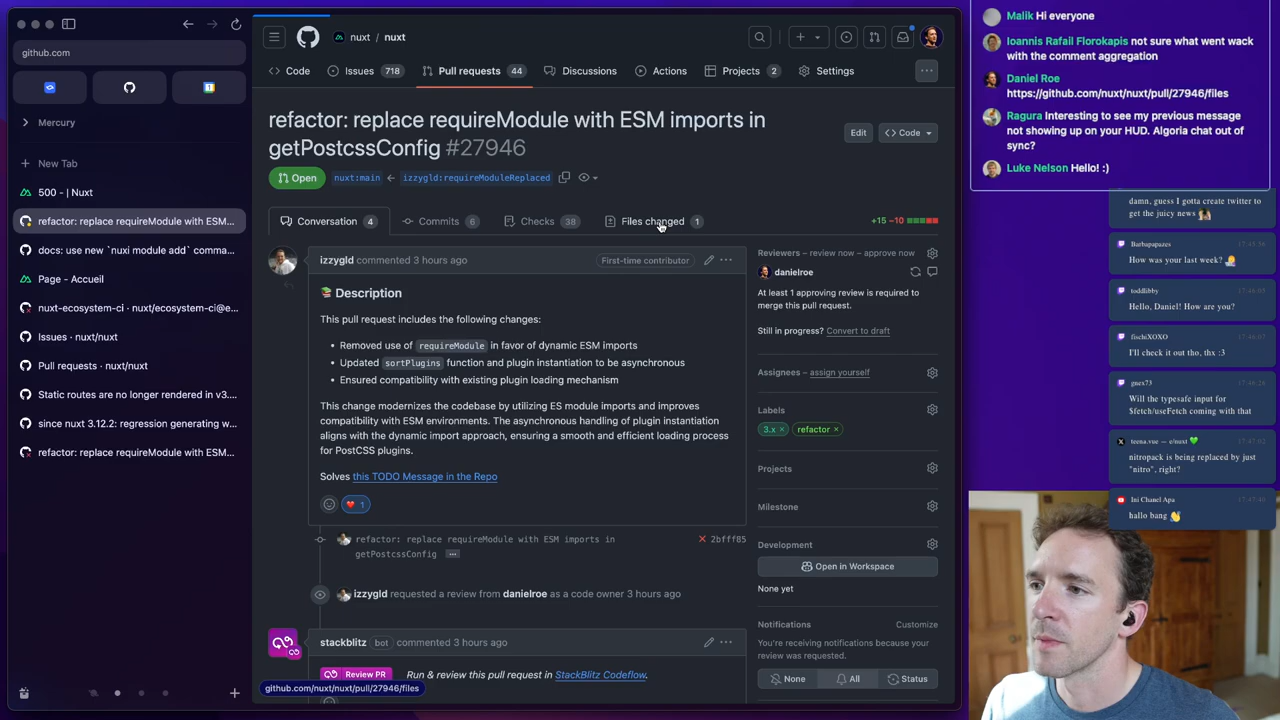 github.com
Mercury
New Tab
500 - | Nuxt
refactor: replace requireModule with ESM...
docs: use new `nuxi module add` comma...
Page - Accueil
nuxt-ecosystem-ci · nuxt/ecosystem-ci@e...
Issues · nuxt/nuxt
Pull requests · nuxt/nuxt
Static routes are no longer rendered in v3....
since nuxt 3.12.2: regression generating w...
refactor: replace requireModule with ESM...
nuxt / nuxt
Code
Issues 718
Pull requests 44
Discussions
Actions
Projects 2
Settings
refactor: replace requireModule with ESM imports in
getPostcssConfig #27946
Edit
<> Code
Open
nuxt:main ← izzygld:requireModuleReplaced
Conversation 4
Commits 6
Checks 38
Files changed 1
+15 −10
izzygld commented 3 hours ago
First-time contributor
📚 Description
This pull request includes the following changes:
• Removed use of requireModule in favor of dynamic ESM imports
• Updated sortPlugins function and plugin instantiation to be asynchronous
• Ensured compatibility with existing plugin loading mechanism
This change modernizes the codebase by utilizing ES module imports and improves
compatibility with ESM environments. The asynchronous handling of plugin instantiation
aligns with the dynamic import approach, ensuring a smooth and efficient loading process
for PostCSS plugins.
Solves this TODO Message in the Repo
❤️ 1
refactor: replace requireModule with ESM imports in
getPostcssConfig
2bfff85
izzygld requested a review from danielroe as a code owner 3 hours ago
stackblitz bot commented 3 hours ago
Review PR Run & review this pull request in StackBlitz Codeflow.
github.com/nuxt/nuxt/pull/27946/files
Reviewers – review now – approve now
danielroe
At least 1 approving review is required to
merge this pull request.
Still in progress? Convert to draft
Assignees – assign yourself
Labels
3.x × refactor ×
Projects
Milestone
Development
Open in Workspace
None yet
Notifications
Customize
You're receiving notifications because your
review was requested.
None
All
Status
Malik Hi everyone
Ioannis Rafail Florokapis not sure what went wack
with the comment aggregation
Daniel Roe
https://github.com/nuxt/nuxt/pull/27946/files
Ragura Interesting to see my previous message
not showing up on your HUD. Algoria chat out of
sync?
Luke Nelson Hello! :)
damn, guess I gotta create twitter to
get the juicy news
Barbapapazes
How was your last week?
toddlibby
Hello, Daniel! How are you?
fischiXOXO
I'll check it out tho, thx :3
gnex73
Will the typesafe input for
$fetch/useFetch coming with that
teena.vue — e/nuxt 💚
nitropack is being replaced by just
"nitro", right?
Ini Chanel Apa
hallo bang 👋